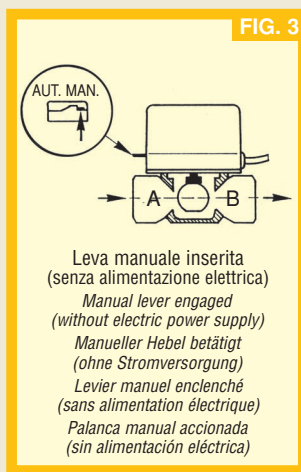 FIG. 3
AUT. MAN.
A B
Leva manuale inserita
(senza alimentazione elettrica)
Manual lever engaged
(without electric power supply)
Manueller Hebel betätigt
(ohne Stromversorgung)
Levier manuel enclenché
(sans alimentation électrique)
Palanca manual accionada
(sin alimentación eléctrica)